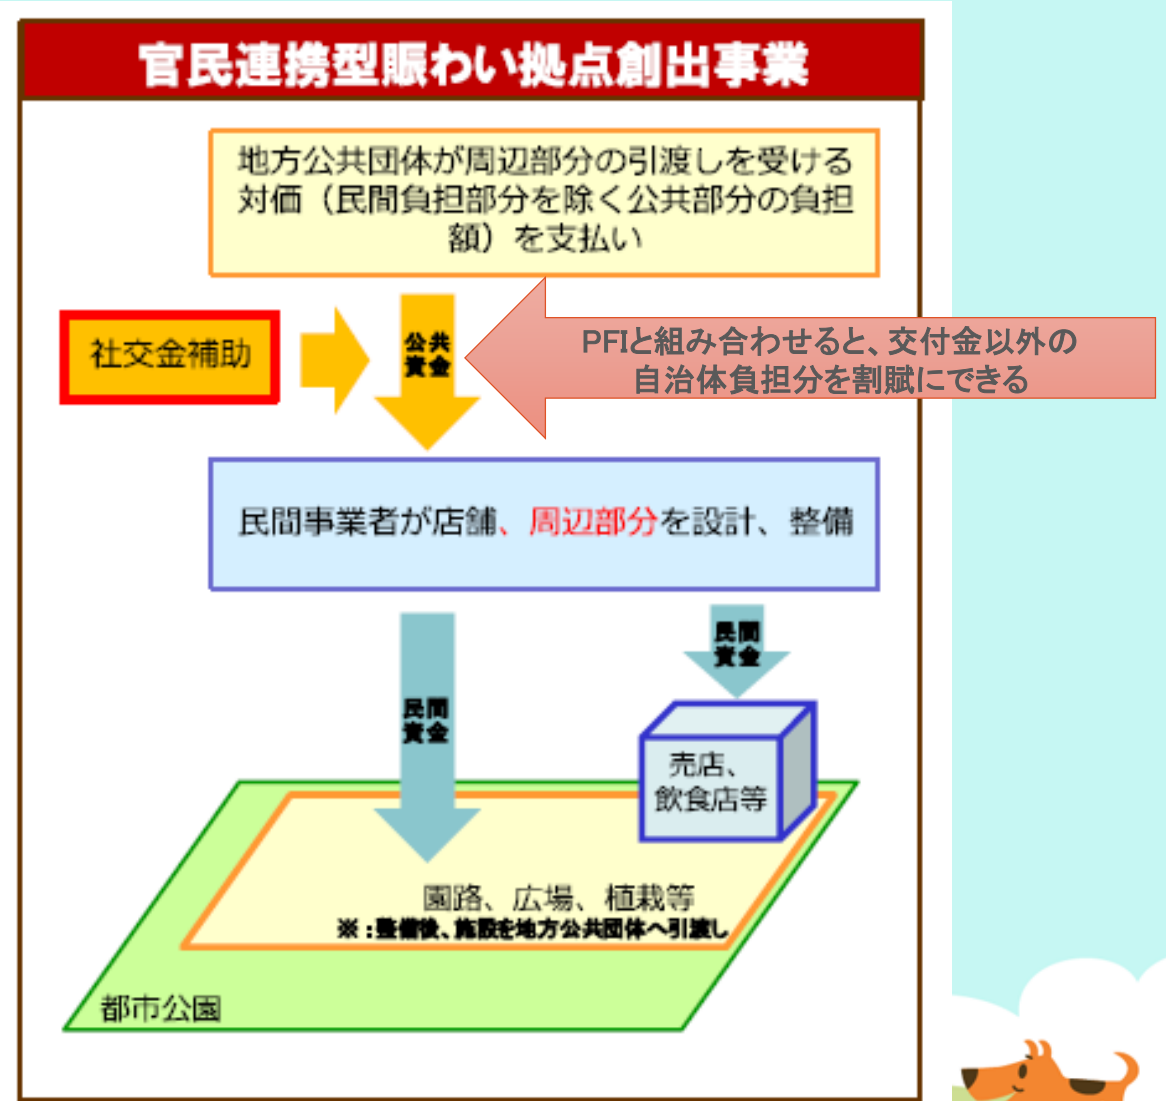 官民連携型賑わい拠点創出事業
地方公共団体が周辺部分の引渡しを受ける
対価（民間負担部分を除く公共部分の負担
額）を支払い
社交金補助
公共
資金
PFIと組み合わせると、交付金以外の
自治体負担分を割賦にできる
民間事業者が店舗、周辺部分を設計、整備
民間
資金
民間
資金
売店、
飲食店等
園路、広場、植栽等
※：整備後、施設を地方公共団体へ引渡し
都市公園